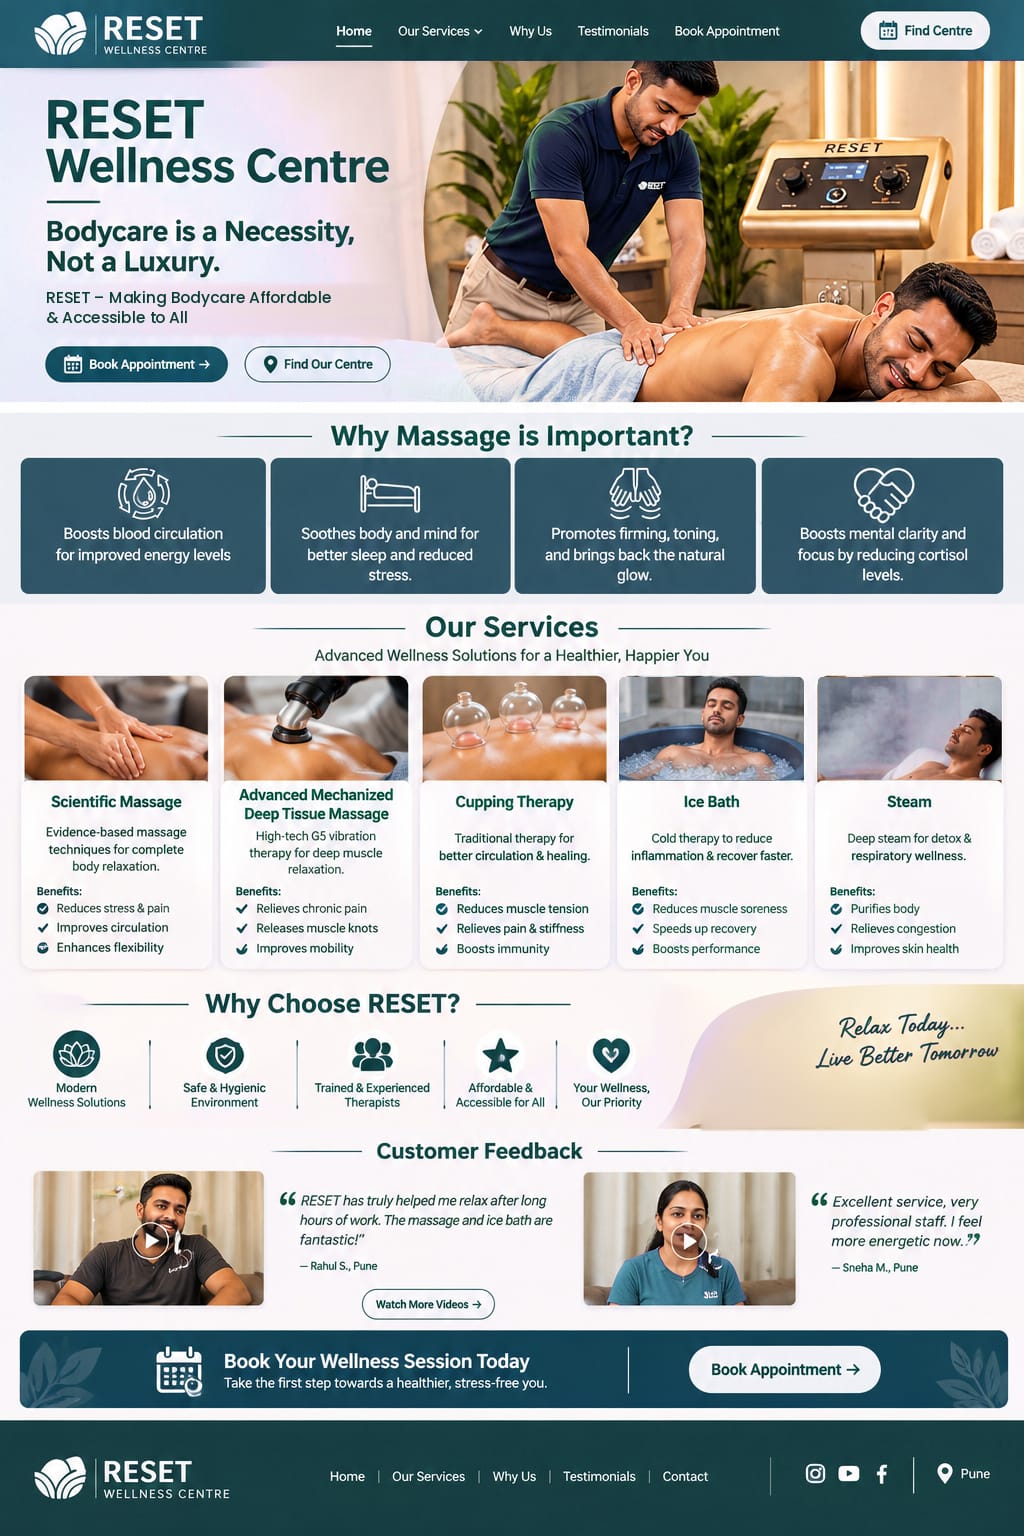 RESET
WELLNESS CENTRE
Home
Our Services
Why Us
Testimonials
Book Appointment
Find Centre
RESET
Wellness Centre
Bodycare is a Necessity,
Not a Luxury.
RESET – Making Bodycare Affordable
& Accessible to All
Book Appointment →
Find Our Centre
RESET
RESET
Why Massage is Important?
Boosts blood circulation
for improved energy levels
Soothes body and mind for
better sleep and reduced
stress.
Promotes firming, toning,
and brings back the natural
glow.
Boosts mental clarity and
focus by reducing cortisol
levels.
Our Services
Advanced Wellness Solutions for a Healthier, Happier You
Scientific Massage
Evidence-based massage
techniques for complete
body relaxation.
Benefits:
Reduces stress & pain
Improves circulation
Enhances flexibility
Advanced Mechanized
Deep Tissue Massage
High-tech G5 vibration
therapy for deep muscle
relaxation.
Benefits:
Relieves chronic pain
Releases muscle knots
Improves mobility
Cupping Therapy
Traditional therapy for
better circulation & healing.
Benefits:
Reduces muscle tension
Relieves pain & stiffness
Boosts immunity
Ice Bath
Cold therapy to reduce
inflammation & recover faster.
Benefits:
Reduces muscle soreness
Speeds up recovery
Boosts performance
Steam
Deep steam for detox &
respiratory wellness.
Benefits:
Purifies body
Relieves congestion
Improves skin health
Why Choose RESET?
Modern
Wellness Solutions
Safe & Hygienic
Environment
Trained & Experienced
Therapists
Affordable &
Accessible for All
Your Wellness,
Our Priority
Relax Today...
Live Better Tomorrow
Customer Feedback
“ RESET has truly helped me relax after long
hours of work. The massage and ice bath are
fantastic!”
– Rahul S., Pune
Watch More Videos →
“ Excellent service, very
professional staff. I feel
more energetic now.”
– Sneha M., Pune
Book Your Wellness Session Today
Take the first step towards a healthier, stress-free you.
Book Appointment →
RESET
WELLNESS CENTRE
Home | Our Services | Why Us | Testimonials | Contact
Pune